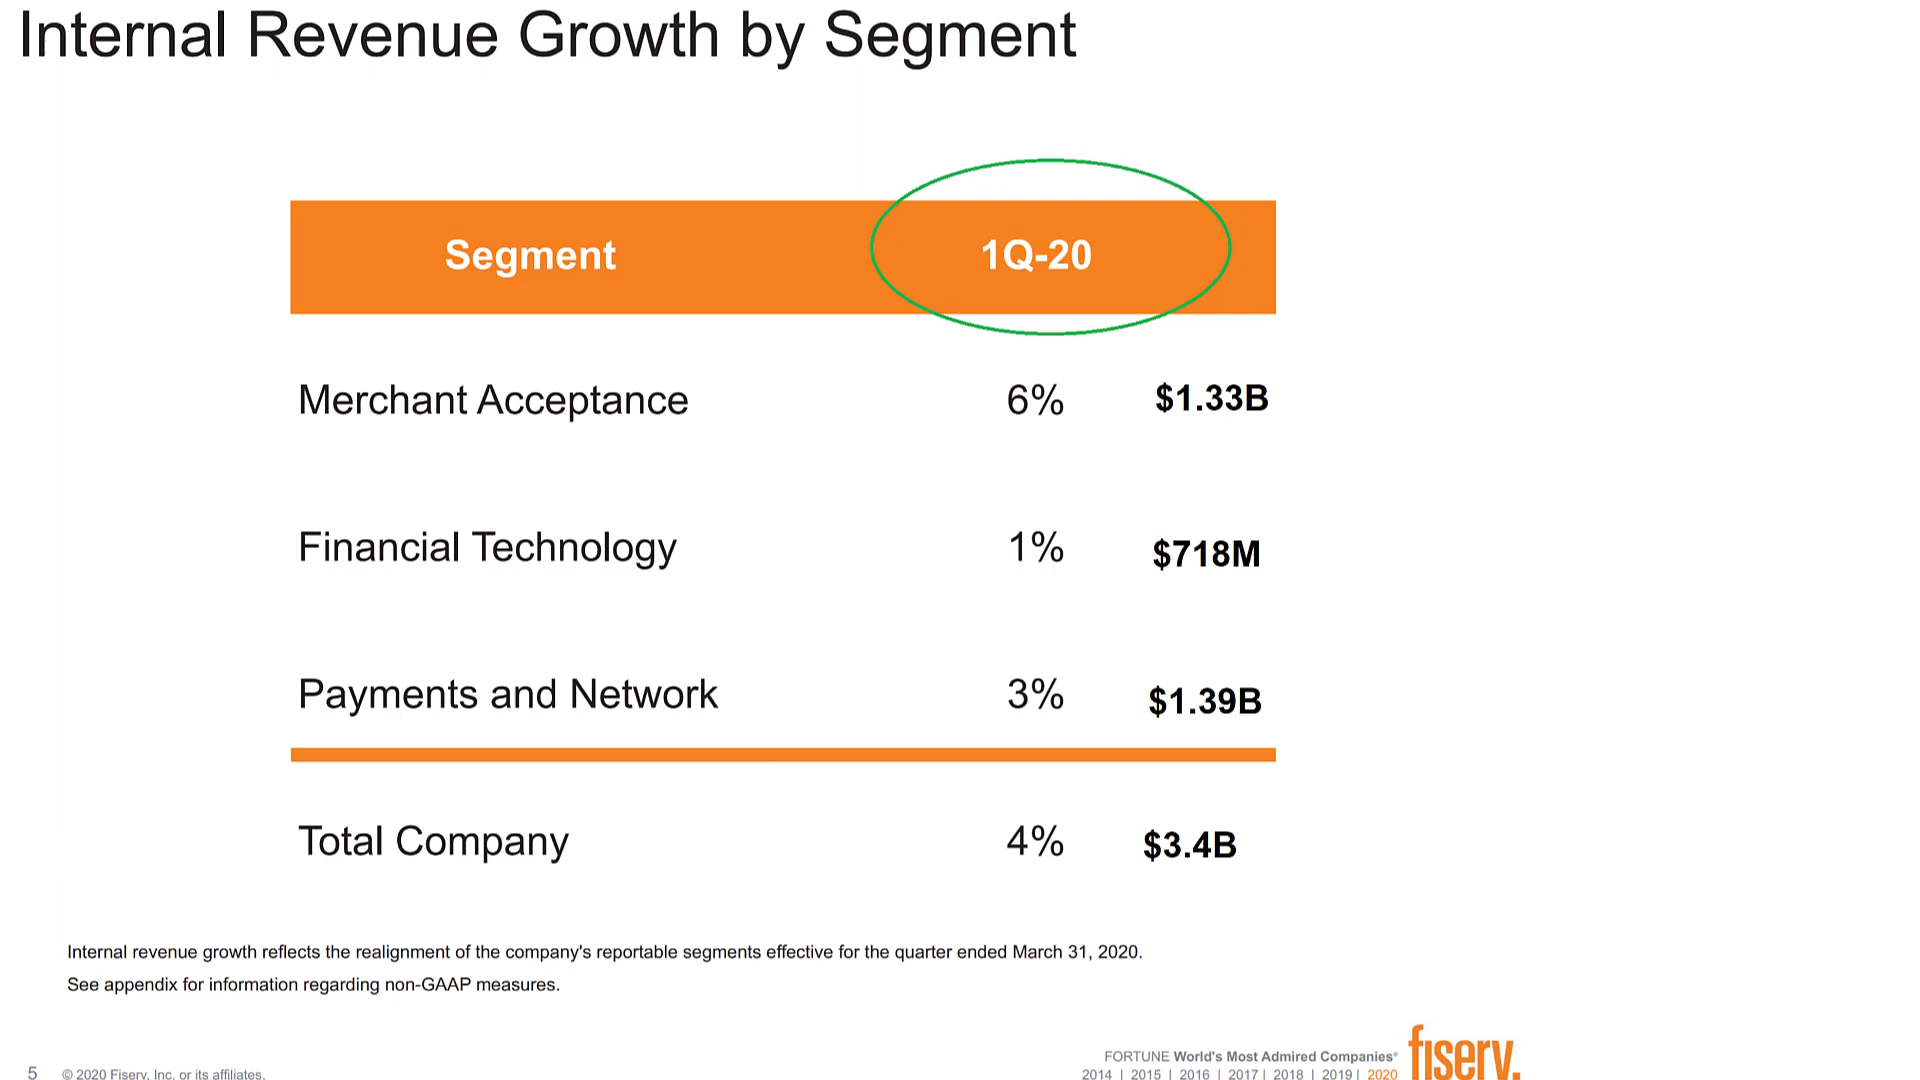 Internal Revenue Growth by Segment
Segment 1Q-20
Merchant Acceptance 6% $1.33B
Financial Technology 1% $718M
Payments and Network 3% $1.39B
Total Company 4% $3.4B
Internal revenue growth reflects the realignment of the company's reportable segments effective for the quarter ended March 31, 2020.
See appendix for information regarding non-GAAP measures.
FORTUNE World's Most Admired Companies®
5 © 2020 Fiserv, Inc. or its affiliates. 2014 | 2015 | 2016 | 2017 | 2018 | 2019 | 2020
fiserv.